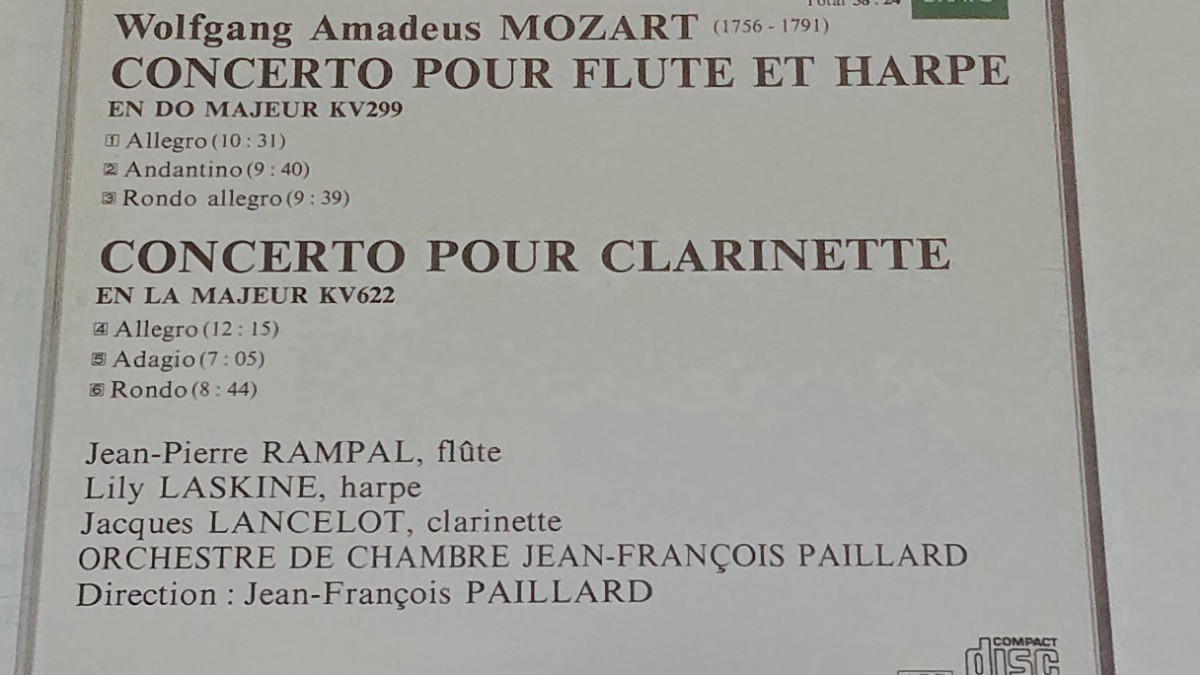 Wolfgang Amadeus MOZART (1756 - 1791)
CONCERTO POUR FLUTE ET HARPE
EN DO MAJEUR KV299
1 Allegro (10 : 31)
2 Andantino (9 : 40)
3 Rondo allegro (9 : 39)
CONCERTO POUR CLARINETTE
EN LA MAJEUR KV622
4 Allegro (12 : 15)
5 Adagio (7 : 05)
6 Rondo (8 : 44)
Jean-Pierre RAMPAL, flûte
Lily LASKINE, harpe
Jacques LANCELOT, clarinette
ORCHESTRE DE CHAMBRE JEAN-FRANÇOIS PAILLARD
Direction : Jean-François PAILLARD
COMPACT
disc